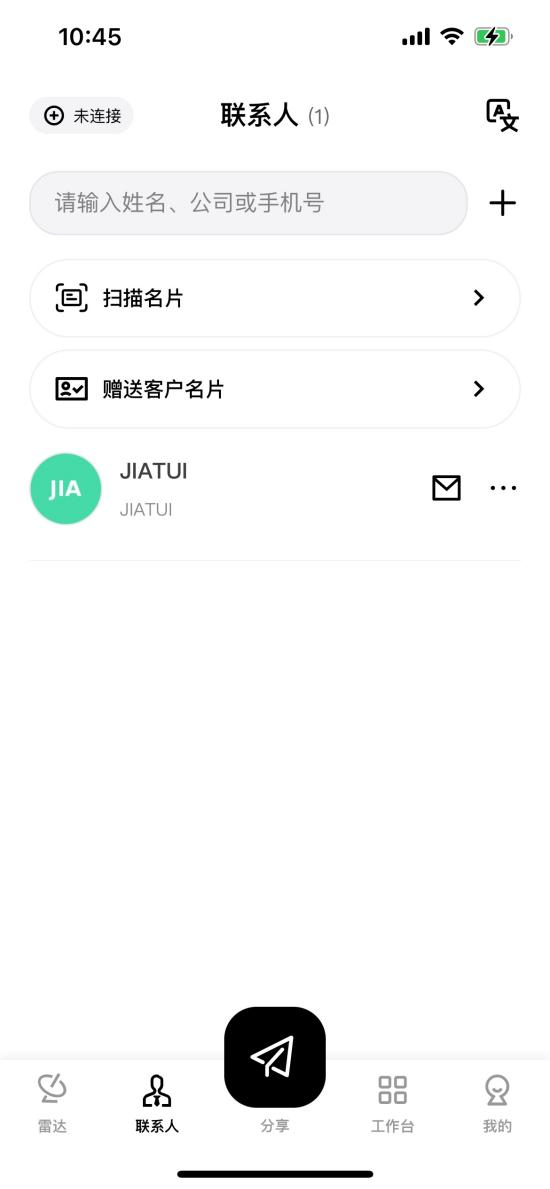 10:45
未连接
联系人 (1)
请输入姓名、公司或手机号
扫描名片
赠送客户名片
JIA
JIATUI
JIATUI
雷达
联系人
分享
工作台
我的